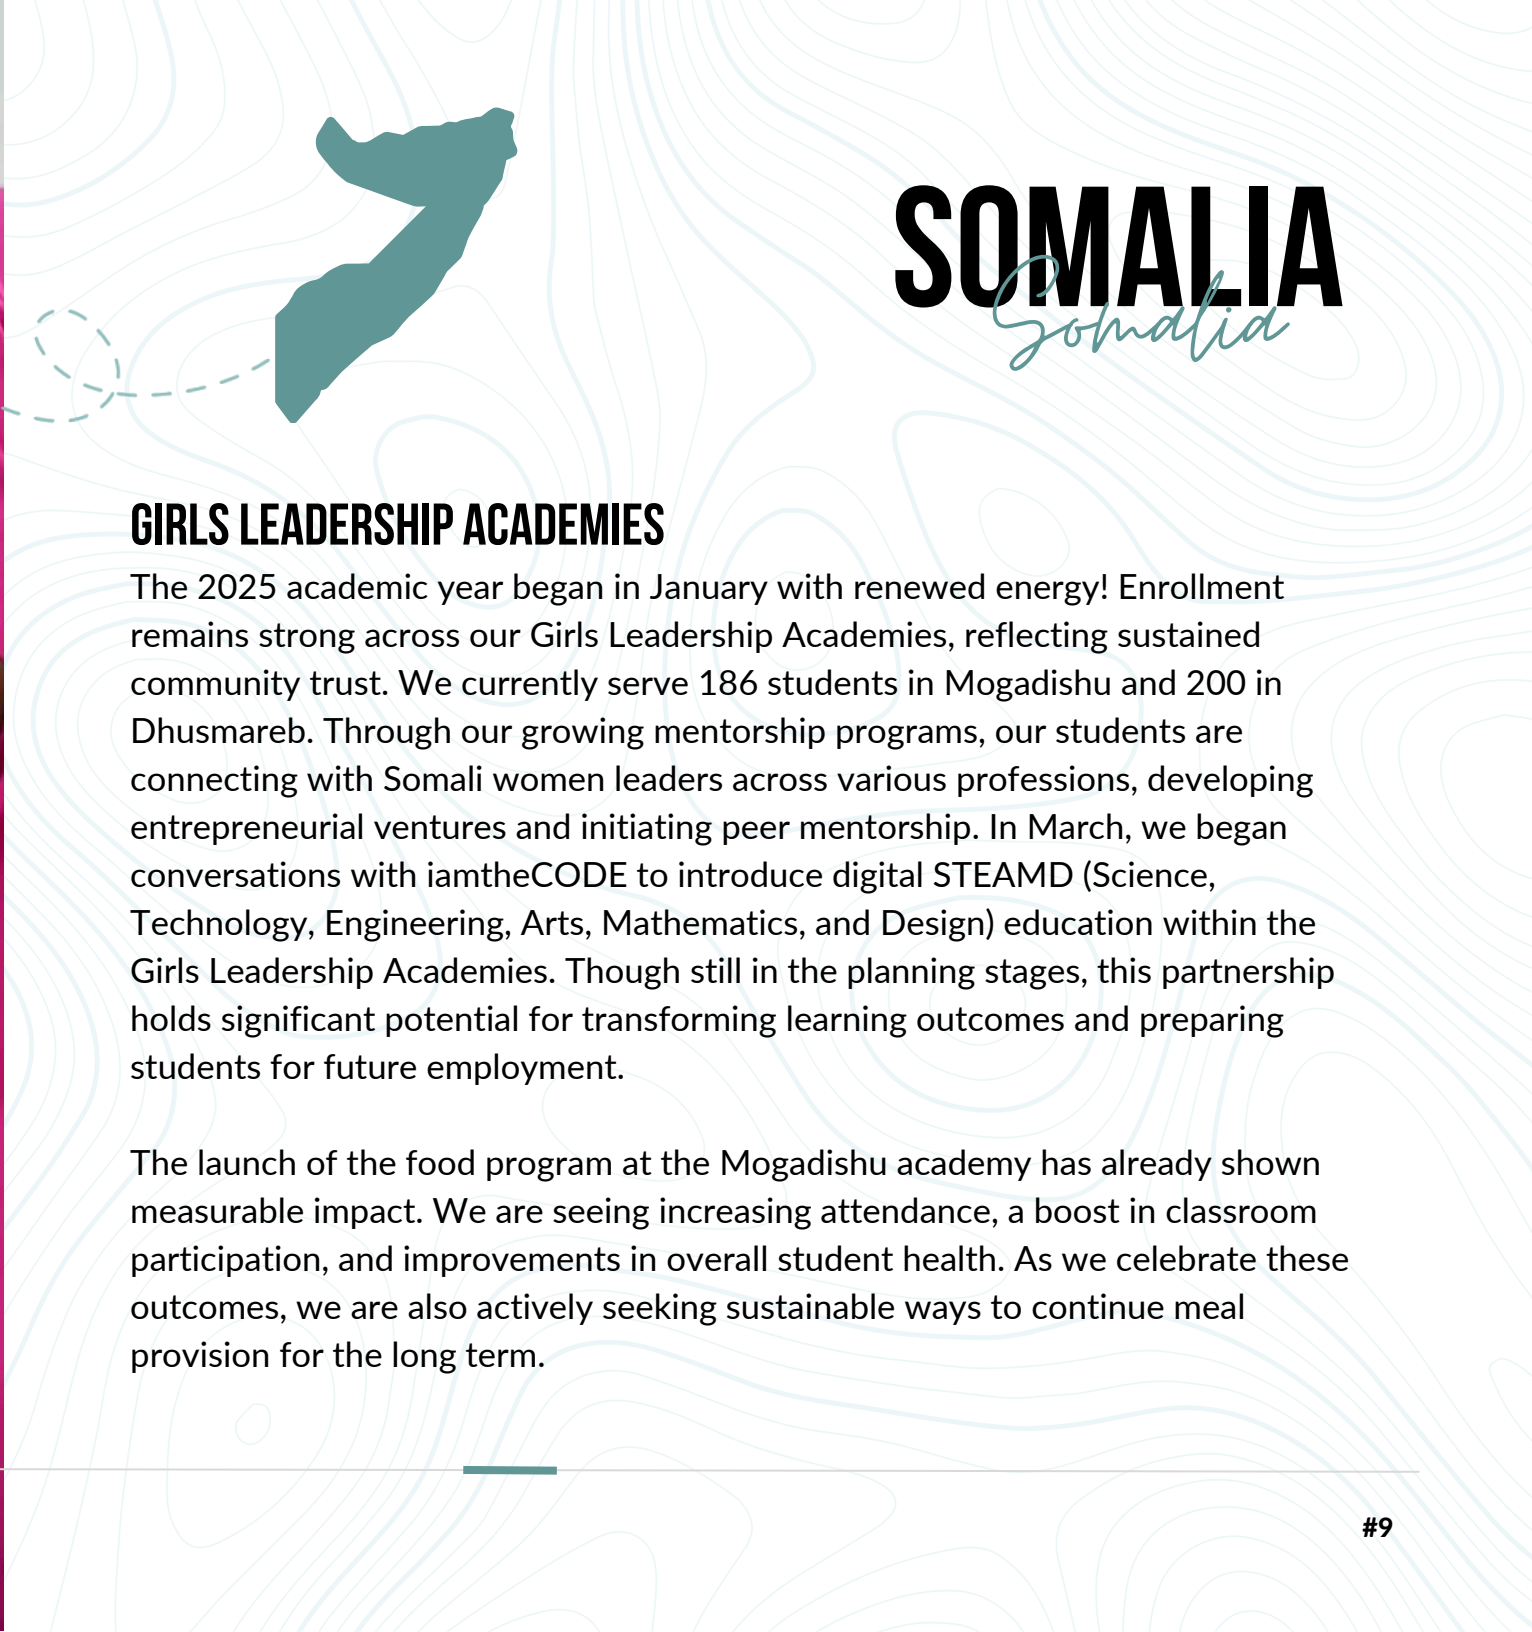 SOMALIA
Somalia
GIRLS LEADERSHIP ACADEMIES
The 2025 academic year began in January with renewed energy! Enrollment
remains strong across our Girls Leadership Academies, reflecting sustained
community trust. We currently serve 186 students in Mogadishu and 200 in
Dhusmareb. Through our growing mentorship programs, our students are
connecting with Somali women leaders across various professions, developing
entrepreneurial ventures and initiating peer mentorship. In March, we began
conversations with iamtheCODE to introduce digital STEAMD (Science,
Technology, Engineering, Arts, Mathematics, and Design) education within the
Girls Leadership Academies. Though still in the planning stages, this partnership
holds significant potential for transforming learning outcomes and preparing
students for future employment.
The launch of the food program at the Mogadishu academy has already shown
measurable impact. We are seeing increasing attendance, a boost in classroom
participation, and improvements in overall student health. As we celebrate these
outcomes, we are also actively seeking sustainable ways to continue meal
provision for the long term.
#9